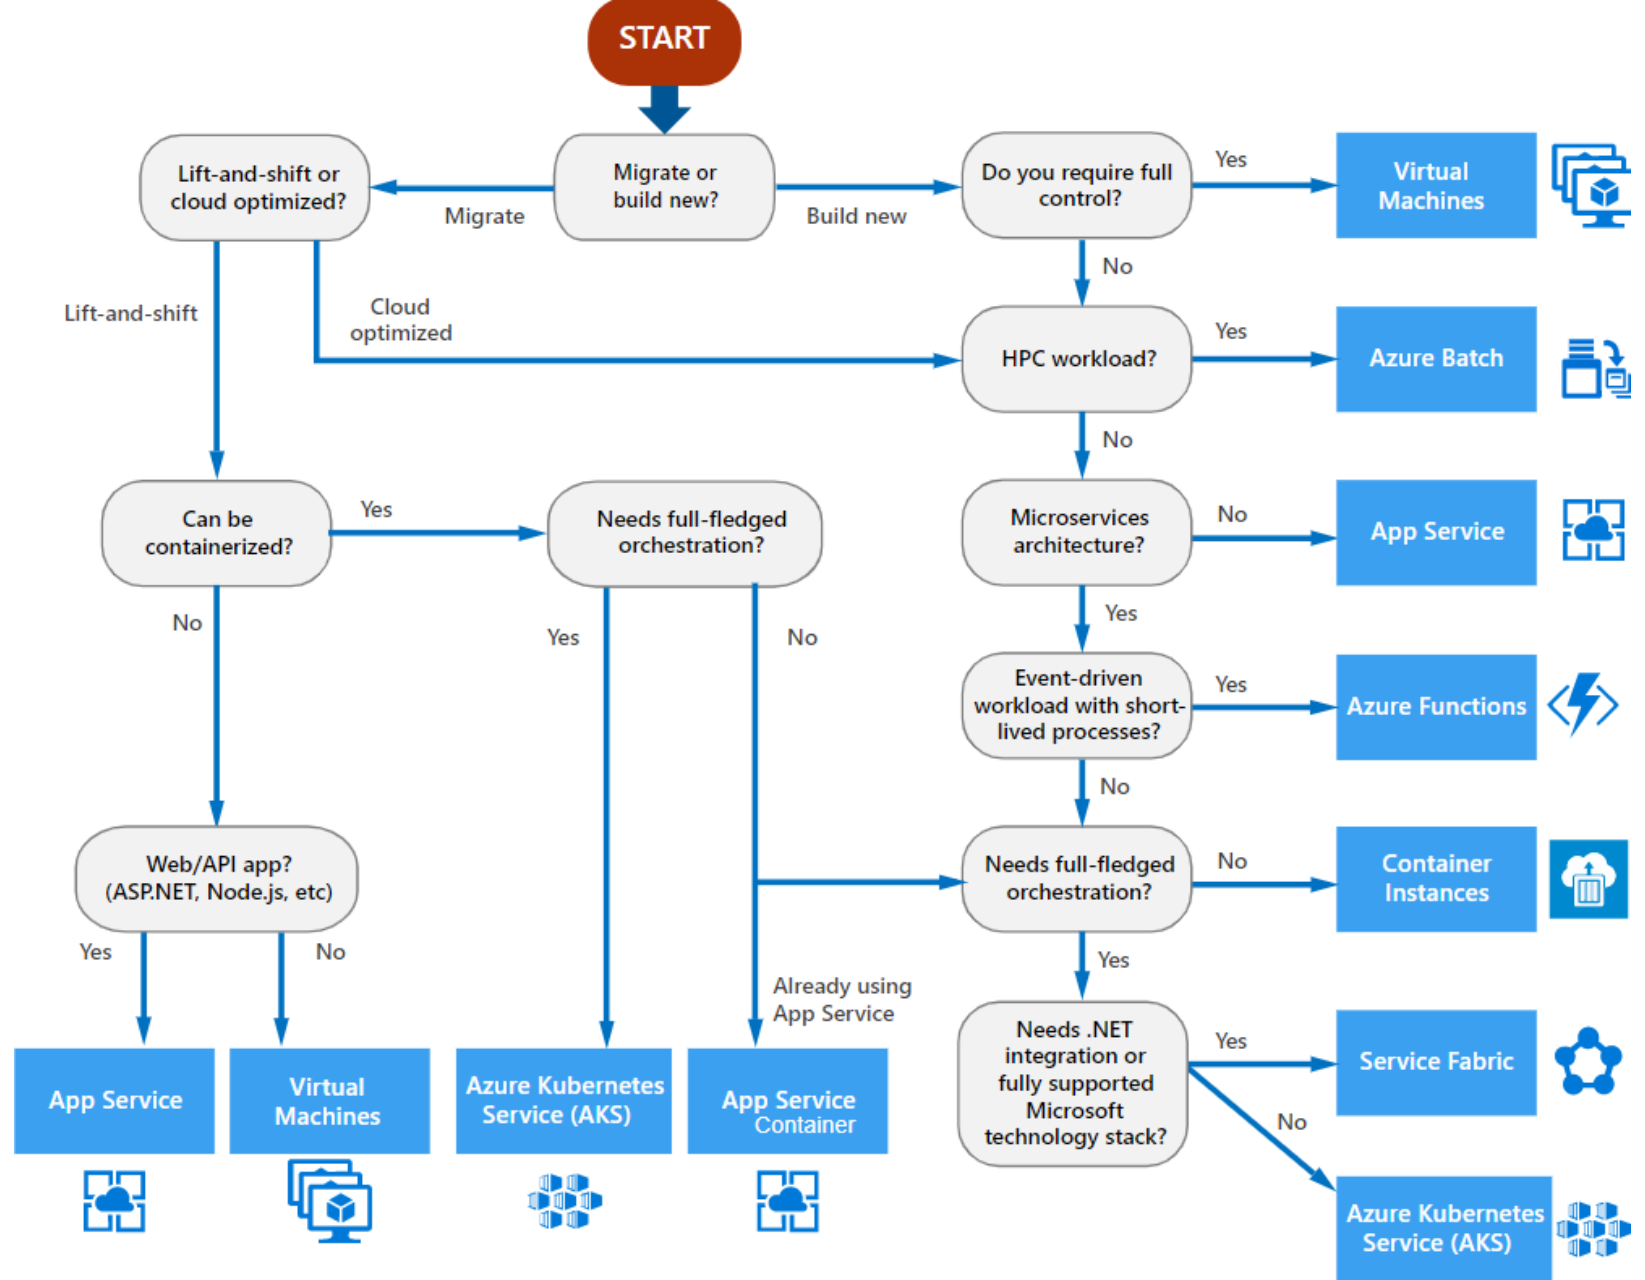 START
Lift-and-shift or
cloud optimized?
Migrate
Migrate or
build new?
Build new
Do you require full
control?
Yes
Virtual
Machines
No
Lift-and-shift
Cloud
optimized
HPC workload?
Yes
Azure Batch
No
Can be
containerized?
Yes
Needs full-fledged
orchestration?
Microservices
architecture?
No
App Service
No
Yes
No
Yes
Event-driven
workload with short-
lived processes?
Yes
Azure Functions
No
Web/API app?
(ASP.NET, Node.js, etc)
Needs full-fledged
orchestration?
No
Container
Instances
Yes
No
Already using
App Service
Yes
Needs .NET
integration or
fully supported
Microsoft
technology stack?
Yes
Service Fabric
No
App Service
Virtual
Machines
Azure Kubernetes
Service (AKS)
App Service
Container
Azure Kubernetes
Service (AKS)